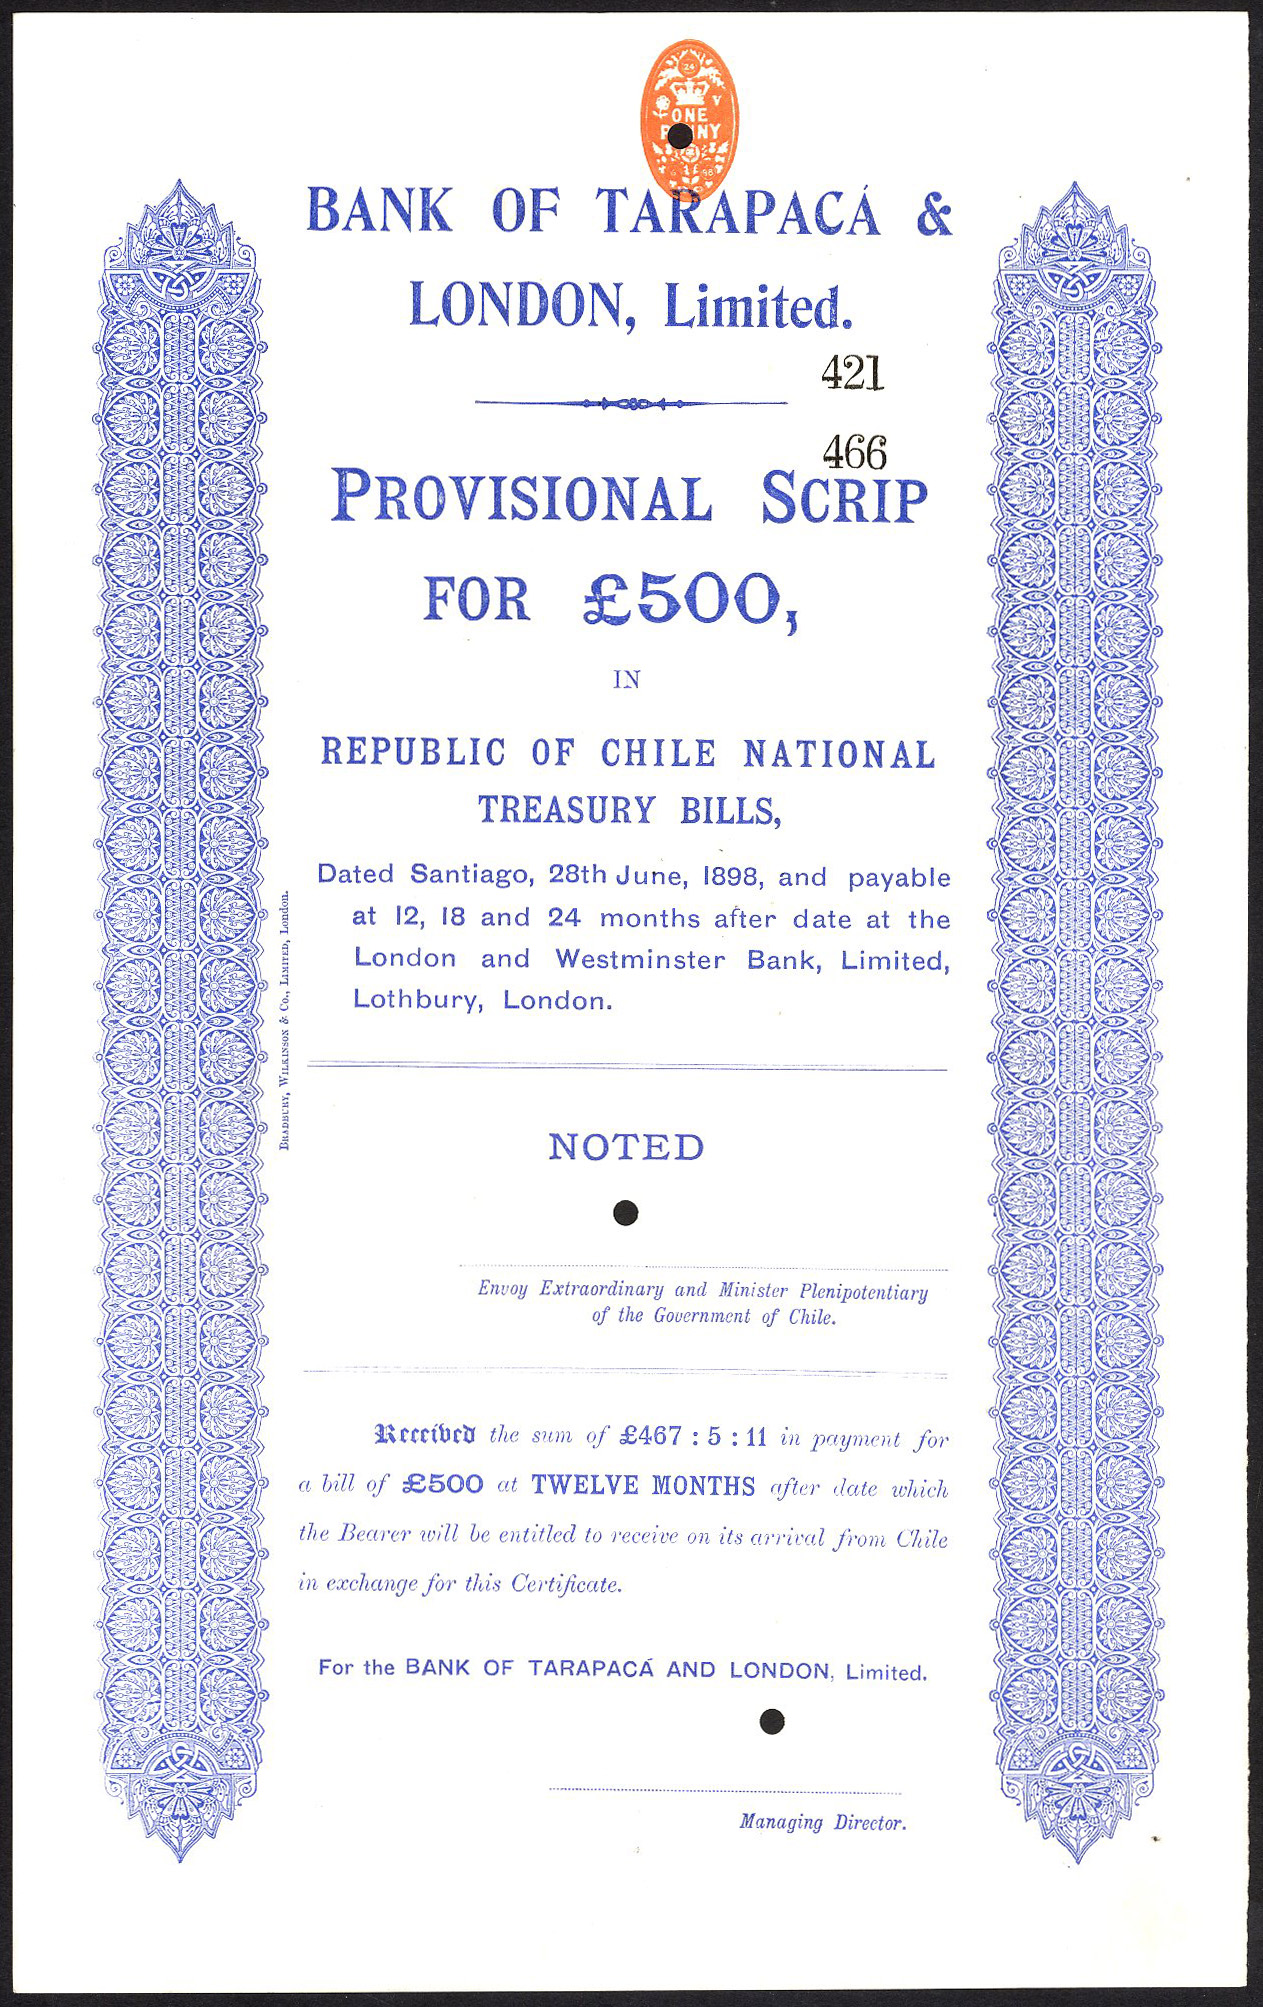 24
V
ONE
98
BANK OF TARAPACÁ &
LONDON, Limited.
421
466
PROVISIONAL SCRIP
FOR £500,
IN
REPUBLIC OF CHILE NATIONAL
TREASURY BILLS,
Dated Santiago, 28th June, 1898, and payable
at 12, 18 and 24 months after date at the
London and Westminster Bank, Limited,
Lothbury, London.
BRADBURY, WILKINSON & Co., LIMITED, London.
NOTED
Envoy Extraordinary and Minister Plenipotentiary
of the Government of Chile.
Received the sum of £467 : 5 : 11 in payment for
a bill of £500 at TWELVE MONTHS after date which
the Bearer will be entitled to receive on its arrival from Chile
in exchange for this Certificate.
For the BANK OF TARAPACÁ AND LONDON, Limited.
Managing Director.